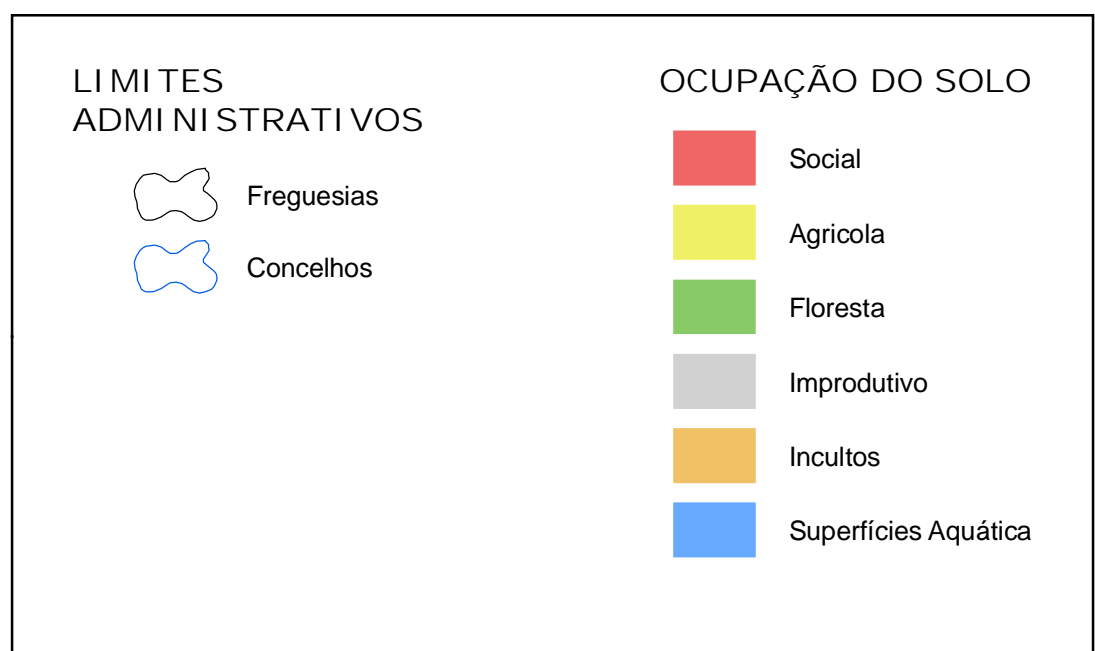 LIMITES
ADMINISTRATIVOS
Freguesias
Concelhos
OCUPAÇÃO DO SOLO
Social
Agricola
Floresta
Improdutivo
Incultos
Superfícies Aquática